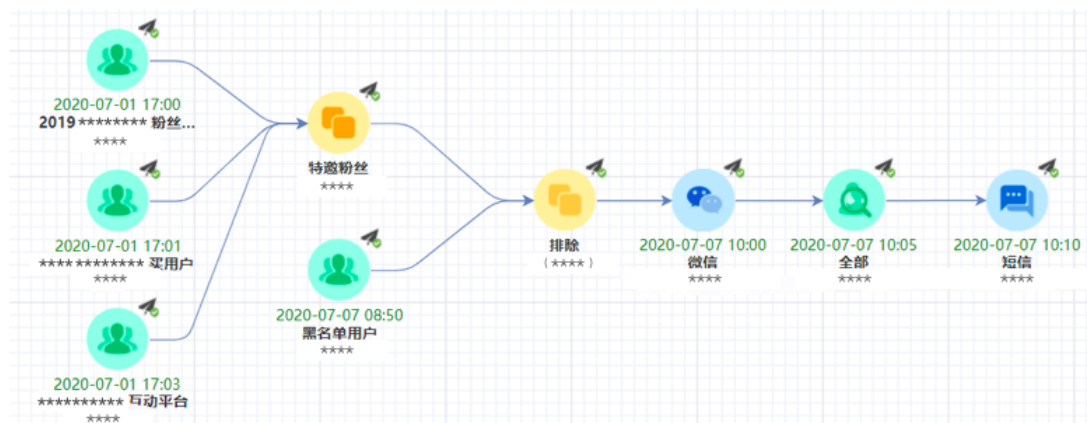 2020-07-01 17:00
2019 ******** 粉丝...
****
2020-07-01 17:01
**** ******** 买用户
****
2020-07-01 17:03
********** 互动平台
****
特邀粉丝
****
2020-07-07 08:50
黑名单用户
****
排除
(****)
2020-07-07 10:00
微信
****
2020-07-07 10:05
全部
****
2020-07-07 10:10
短信
****